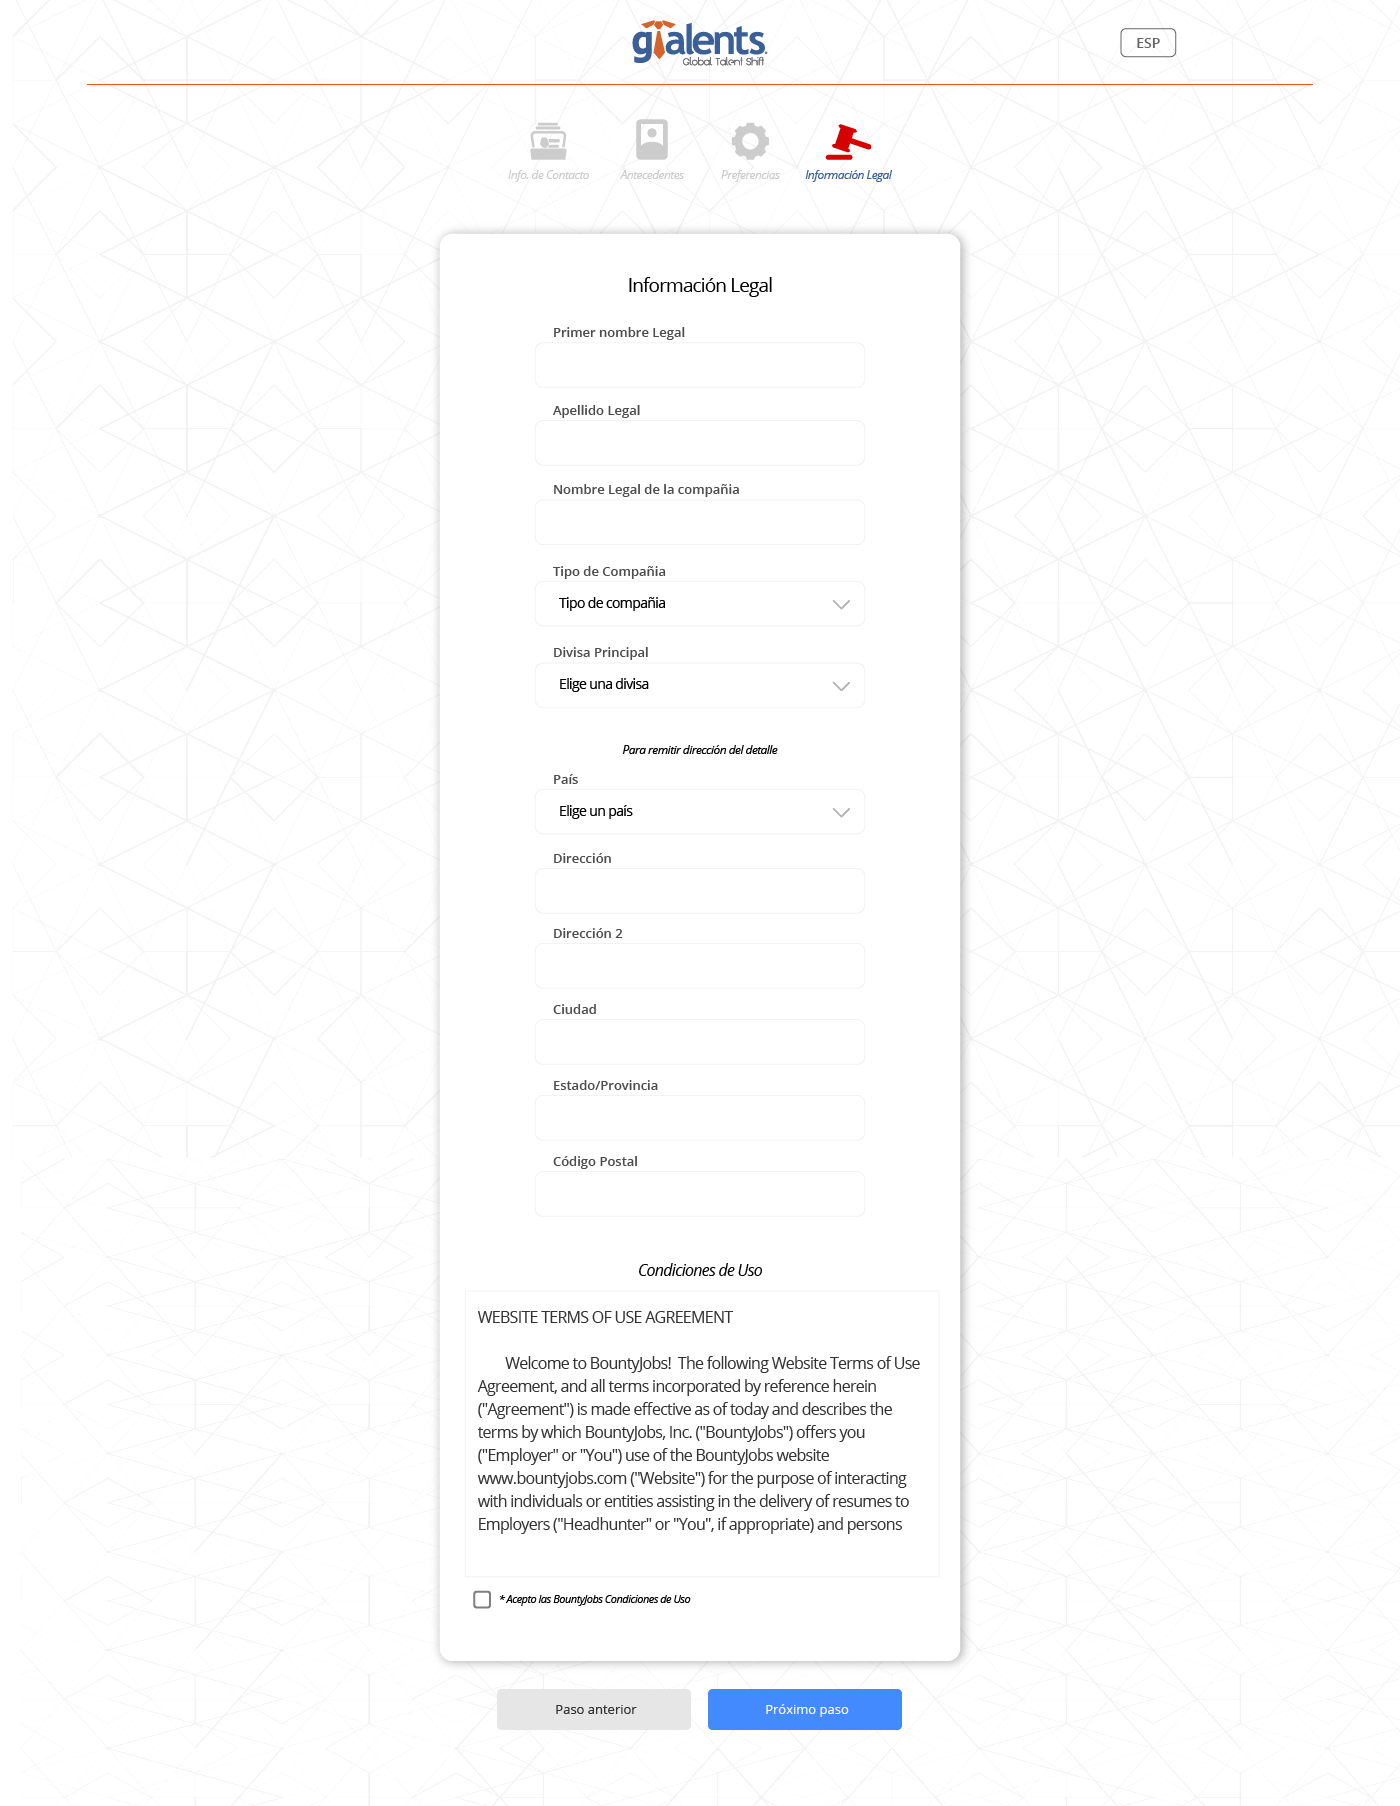 gtalents.
Global Talent Shift
ESP
Info. de Contacto
Antecedentes
Preferencias
Información Legal
Información Legal
Primer nombre Legal
Apellido Legal
Nombre Legal de la compañia
Tipo de Compañia
Tipo de compañia
Divisa Principal
Elige una divisa
Para remitir dirección del detalle
País
Elige un país
Dirección
Dirección 2
Ciudad
Estado/Provincia
Código Postal
Condiciones de Uso
WEBSITE TERMS OF USE AGREEMENT
Welcome to BountyJobs! The following Website Terms of Use
Agreement, and all terms incorporated by reference herein
("Agreement") is made effective as of today and describes the
terms by which BountyJobs, Inc. ("BountyJobs") offers you
("Employer" or "You") use of the BountyJobs website
www.bountyjobs.com ("Website") for the purpose of interacting
with individuals or entities assisting in the delivery of resumes to
Employers ("Headhunter" or "You", if appropriate) and persons
* Acepto las BountyJobs Condiciones de Uso
Paso anterior
Próximo paso